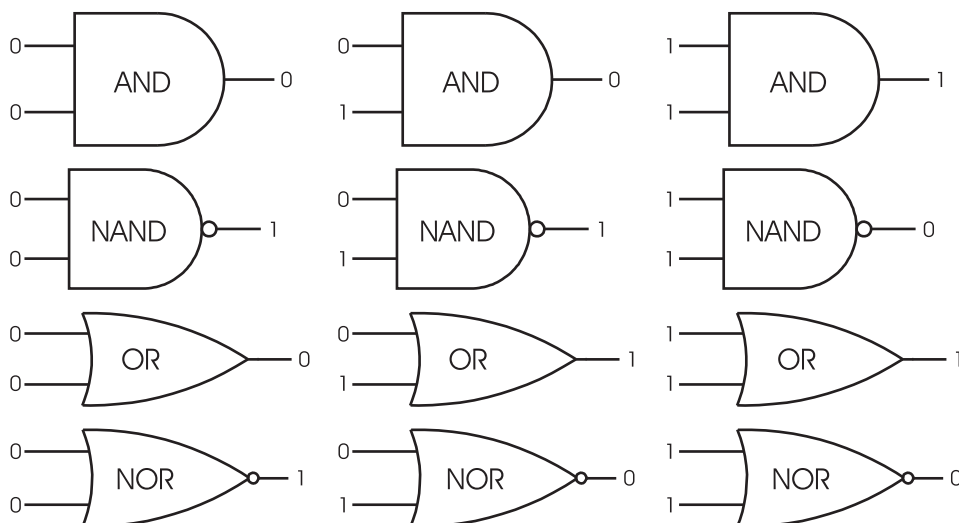 0 0 1
AND 0 AND 0 AND 1
0 1 1
0 0 1
NAND 1 NAND 1 NAND 0
0 1 1
0 0 1
OR 0 OR 1 OR 1
0 1 1
0 0 1
NOR 1 NOR 0 NOR 0
0 1 1